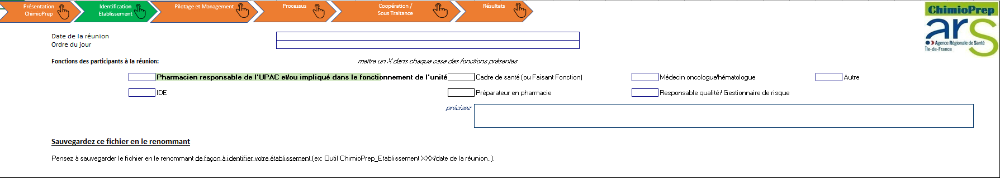 Présentation
ChimioPrep
Identification
Etablissement
Pilotage et Management
Processus
Coopération /
Sous Traitance
Résultats
ChimioPrep
ars
Agence Régionale de Santé
Île-de-France
Date de la réunion
Ordre du jour
Fonctions des participants à la réunion:
mettre un X dans chaque case des fonctions présentes
Pharmacien responsable de l'UPAC et/ou impliqué dans le fonctionnement de l'unité
Cadre de santé (ou Faisant Fonction)
Médecin oncologue/hématologue
Autre
IDE
Préparateur en pharmacie
Responsable qualité / Gestionnaire de risque
précisez
Sauvegardez ce fichier en le renommant
Pensez à sauvegarder le fichier en le renommant de façon à identifier votre établissement (ex: Outil ChimioPrep_Etablissement XXX/date de la réunion..).